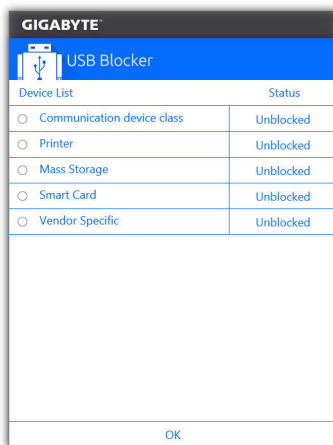 GIGABYTE™
USB Blocker
Device List Status
Communication device class Unblocked
Printer Unblocked
Mass Storage Unblocked
Smart Card Unblocked
Vendor Specific Unblocked
OK